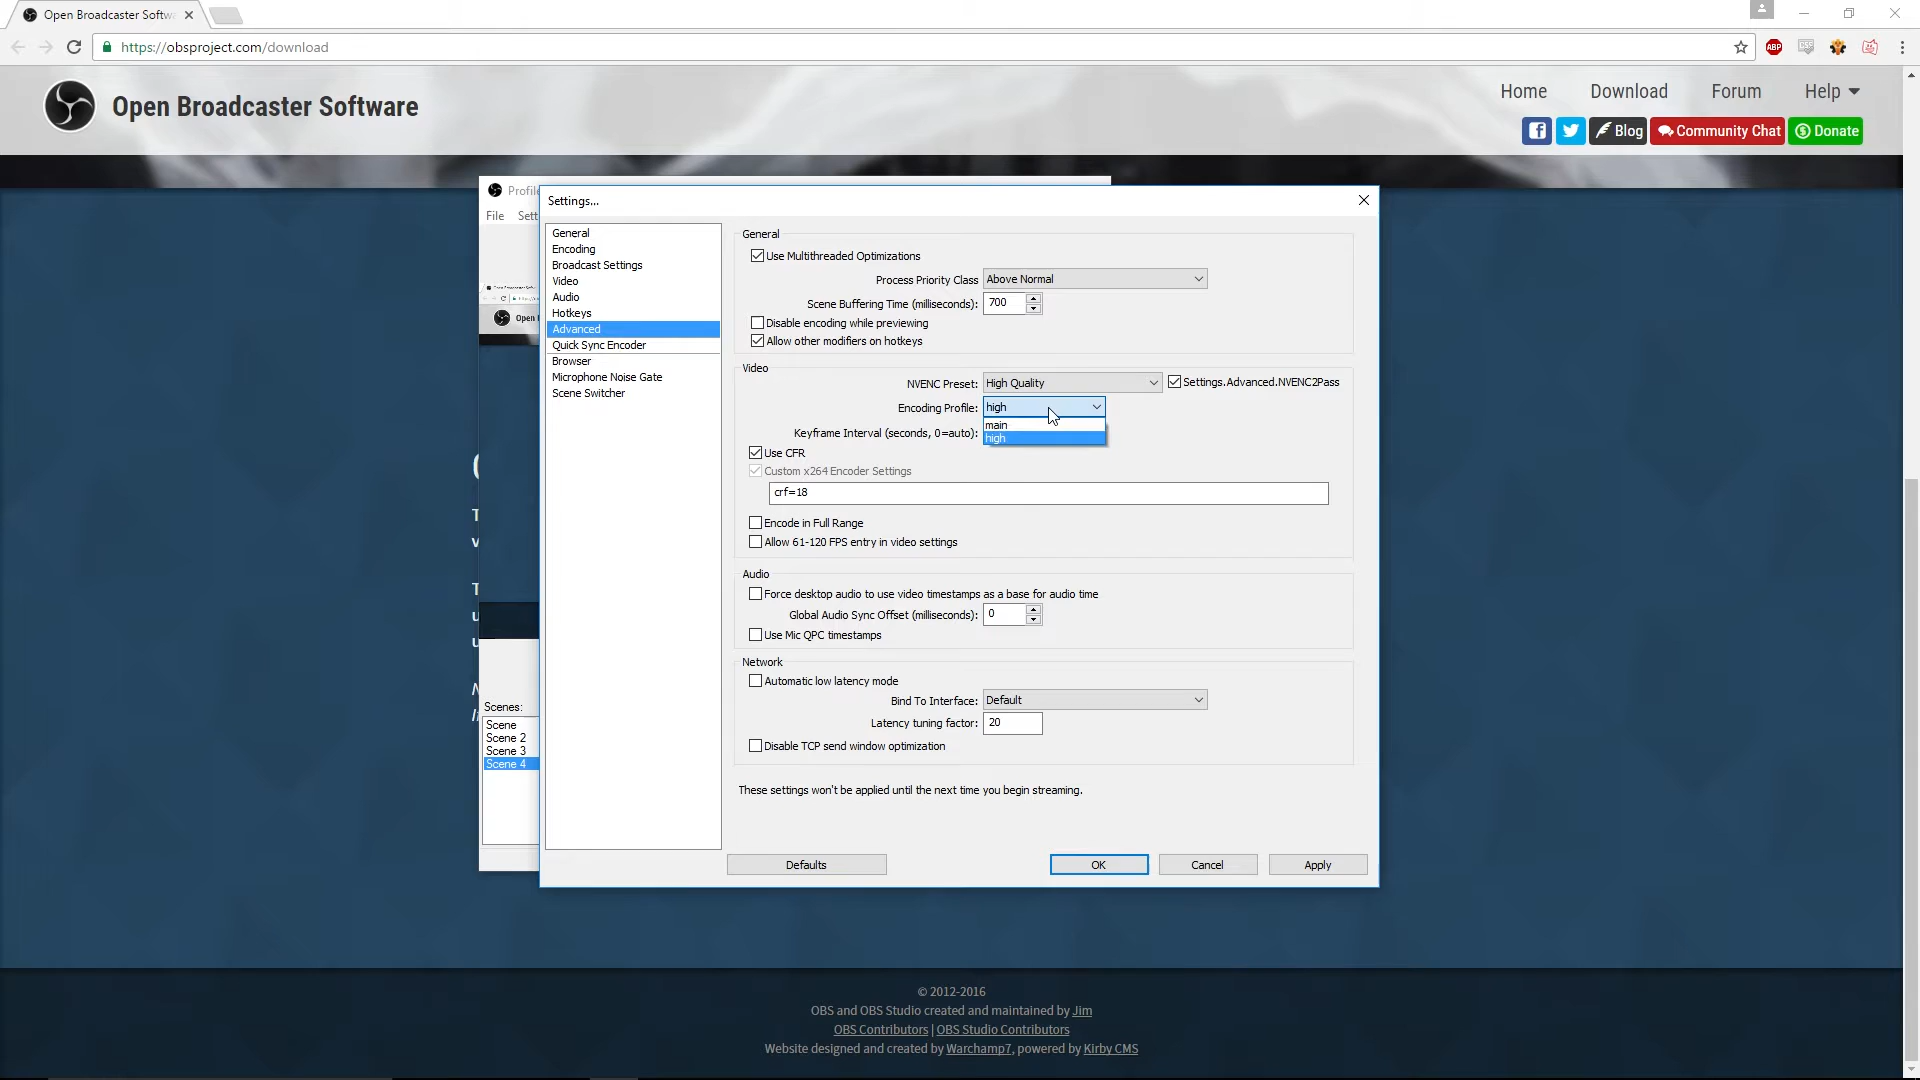 Open Broadcaster Softw
https://obsproject.com/download
ABP
Open Broadcaster Software
Home Download Forum Help
Blog Community Chat Donate
Profile
File Sett
Open B
Settings...
General
Encoding
Broadcast Settings
Video
Audio
Hotkeys
Advanced
Quick Sync Encoder
Browser
Microphone Noise Gate
Scene Switcher
General
Use Multithreaded Optimizations
Process Priority Class Above Normal
Scene Buffering Time (milliseconds): 700
Disable encoding while previewing
Allow other modifiers on hotkeys
Video
NVENC Preset: High Quality Settings.Advanced.NVENC2Pass
Encoding Profile: high
main
high
Keyframe Interval (seconds, 0=auto):
Use CFR
Custom x264 Encoder Settings
crf=18
Encode in Full Range
Allow 61-120 FPS entry in video settings
Audio
Force desktop audio to use video timestamps as a base for audio time
Global Audio Sync Offset (milliseconds): 0
Use Mic QPC timestamps
Network
Automatic low latency mode
Bind To Interface: Default
Latency tuning factor: 20
Disable TCP send window optimization
These settings won't be applied until the next time you begin streaming.
Defaults OK Cancel Apply
Scenes:
Scene
Scene 2
Scene 3
Scene 4
© 2012-2016
OBS and OBS Studio created and maintained by Jim
OBS Contributors | OBS Studio Contributors
Website designed and created by Warchamp7, powered by Kirby CMS